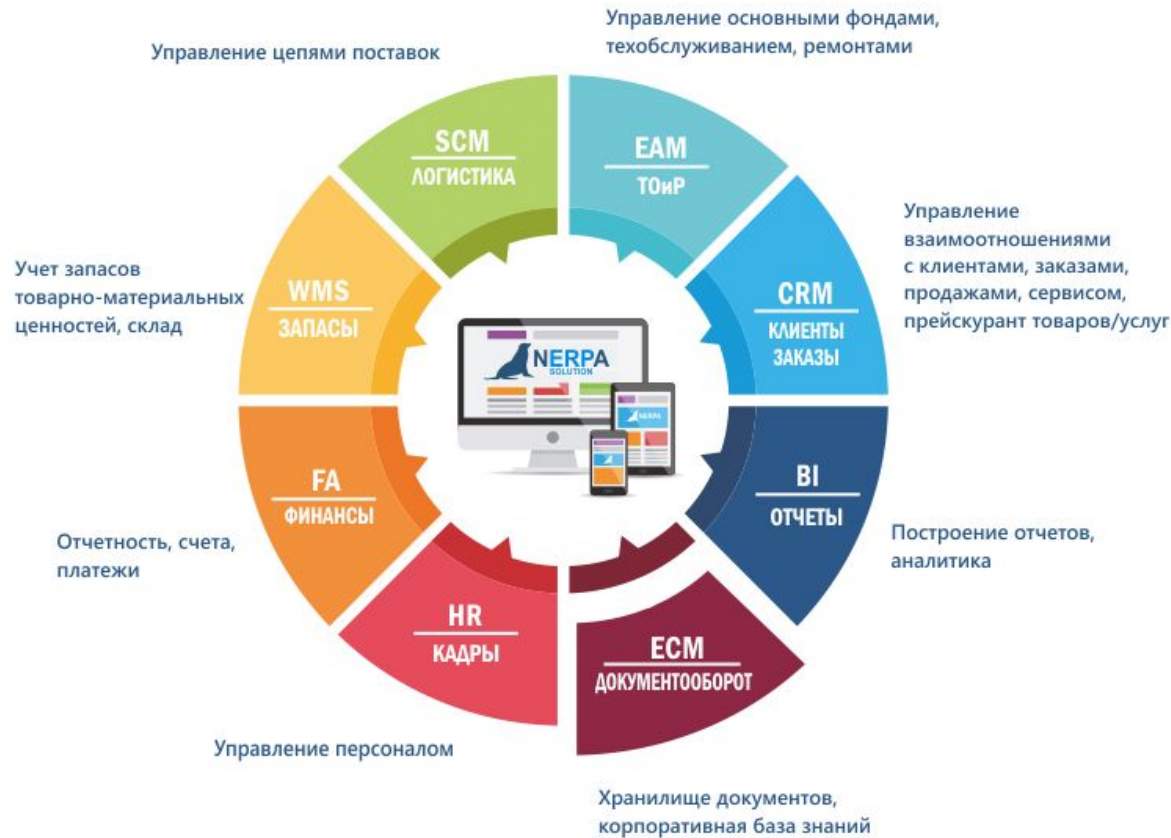 Управление основными фондами,
техобслуживанием, ремонтами
Управление цепями поставок
SCM
ЛОГИСТИКА
EAM
ТОиР
Управление
взаимоотношениями
с клиентами, заказами,
продажами, сервисом,
прейскурант товаров/услуг
CRM
КЛИЕНТЫ
ЗАКАЗЫ
Учет запасов
товарно-материальных
ценностей, склад
WMS
ЗАПАСЫ
NERPA
SOLUTION
NERPA
BI
ОТЧЕТЫ
Построение отчетов,
аналитика
FA
ФИНАНСЫ
Отчетность, счета,
платежи
HR
КАДРЫ
Управление персоналом
ECM
ДОКУМЕНТООБОРОТ
Хранилище документов,
корпоративная база знаний